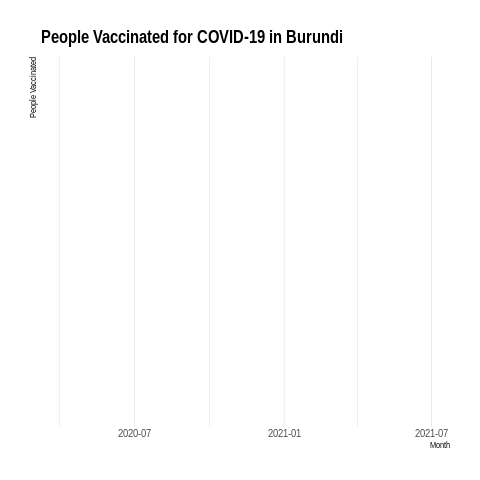 People Vaccinated for COVID-19 in Burundi
People Vaccinated
2020-07
2021-01
2021-07
Month